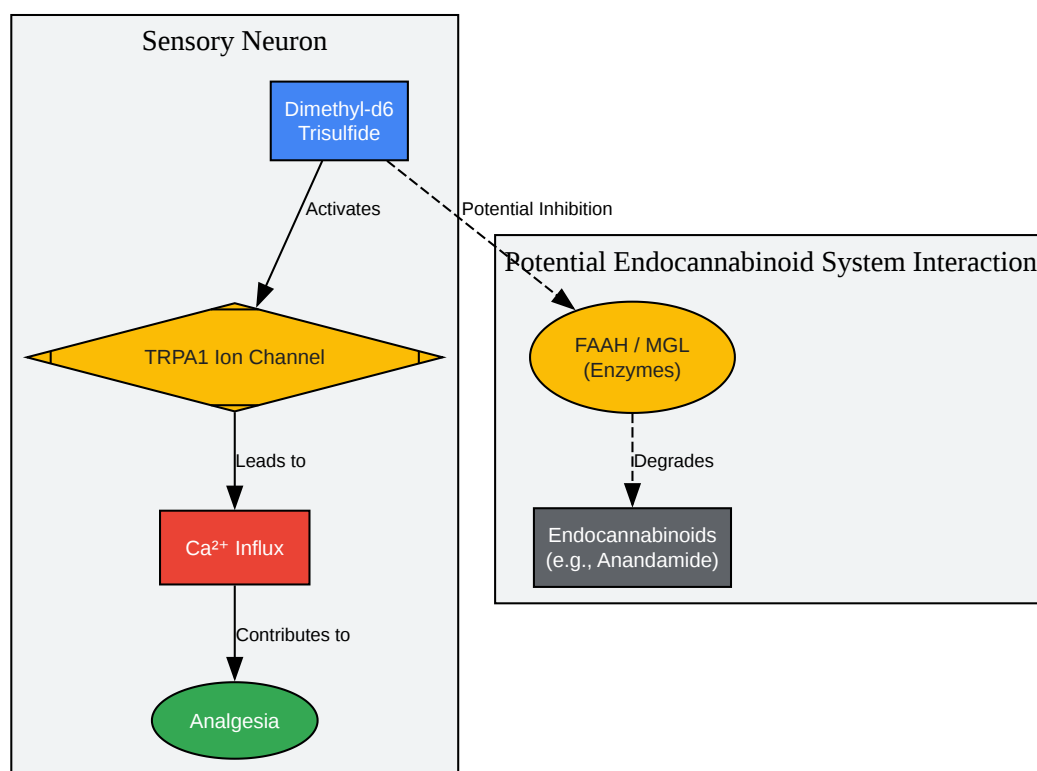 Sensory Neuron
Dimethyl-d6
Trisulfide
Activates
Potential Inhibition
Potential Endocannabinoid System Interaction
TRPA1 Ion Channel
FAAH / MGL
(Enzymes)
Leads to
Degrades
Ca²⁺ Influx
Endocannabinoids
(e.g., Anandamide)
Contributes to
Analgesia